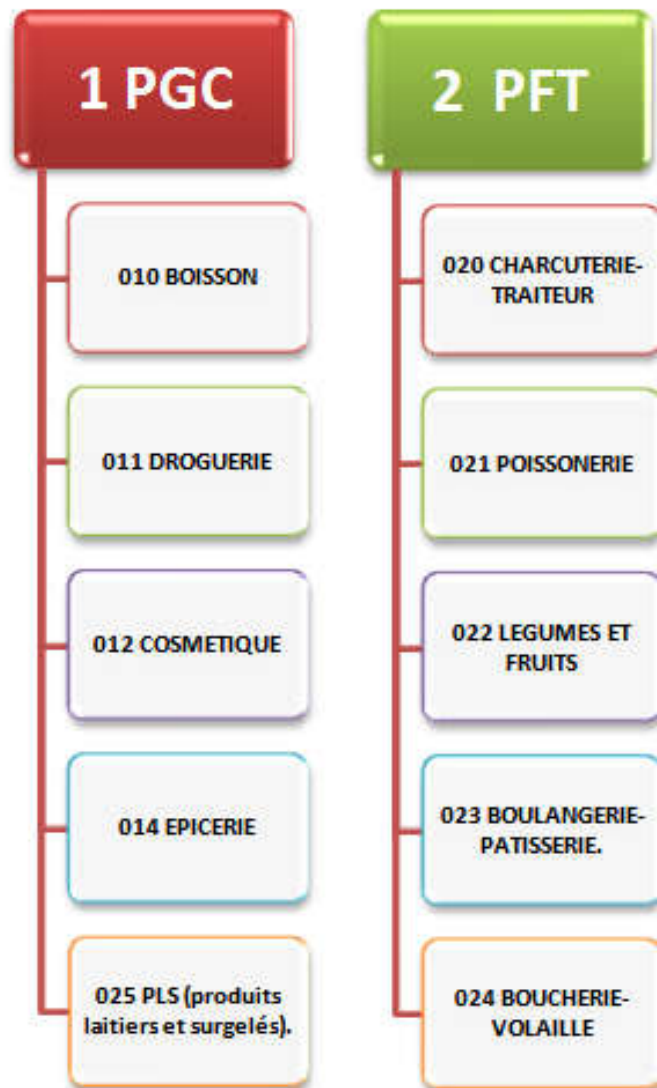 1 PGC
010 BOISSON
011 DROGUERIE
012 COSMETIQUE
014 EPICERIE
025 PLS (produits
laitiers et surgelés).
2 PFT
020 CHARCUTERIE-
TRAITEUR
021 POISSONERIE
022 LEGUMES ET
FRUITS
023 BOULANGERIE-
PATISSERIE.
024 BOUCHERIE-
VOLAILLE